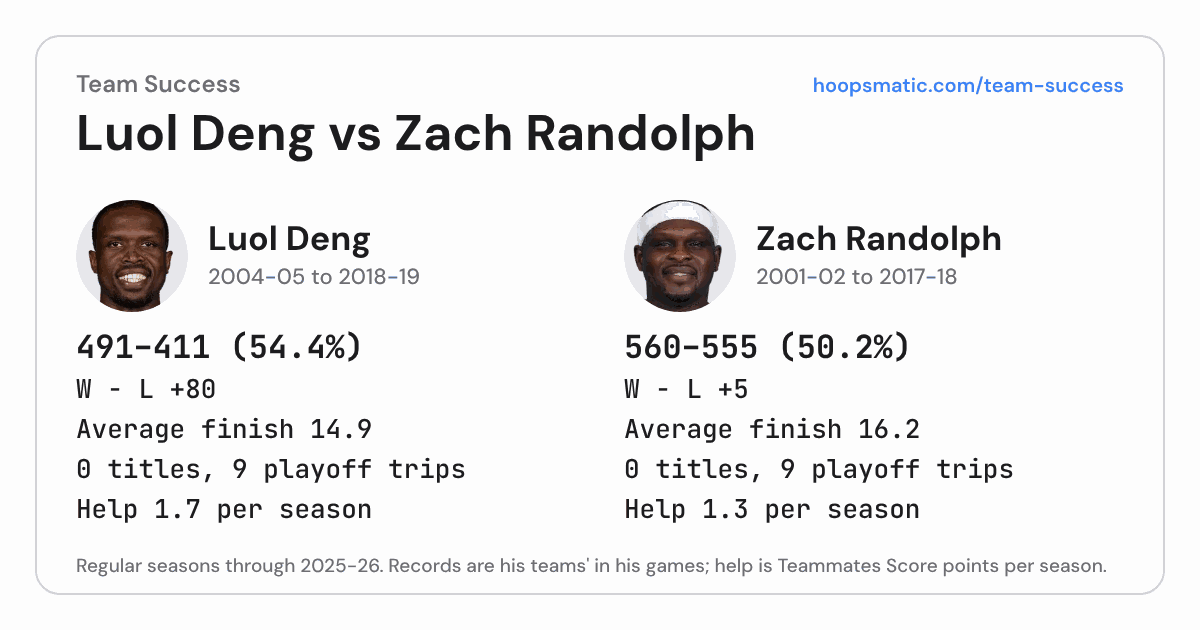 Team Success
hoopsmatic.com/team-success
Luol Deng vs Zach Randolph
Luol Deng
2004-05 to 2018-19
491-411 (54.4%)
W - L +80
Average finish 14.9
0 titles, 9 playoff trips
Help 1.7 per season
Zach Randolph
2001-02 to 2017-18
560-555 (50.2%)
W - L +5
Average finish 16.2
0 titles, 9 playoff trips
Help 1.3 per season
Regular seasons through 2025-26. Records are his teams' in his games; help is Teammates Score points per season.